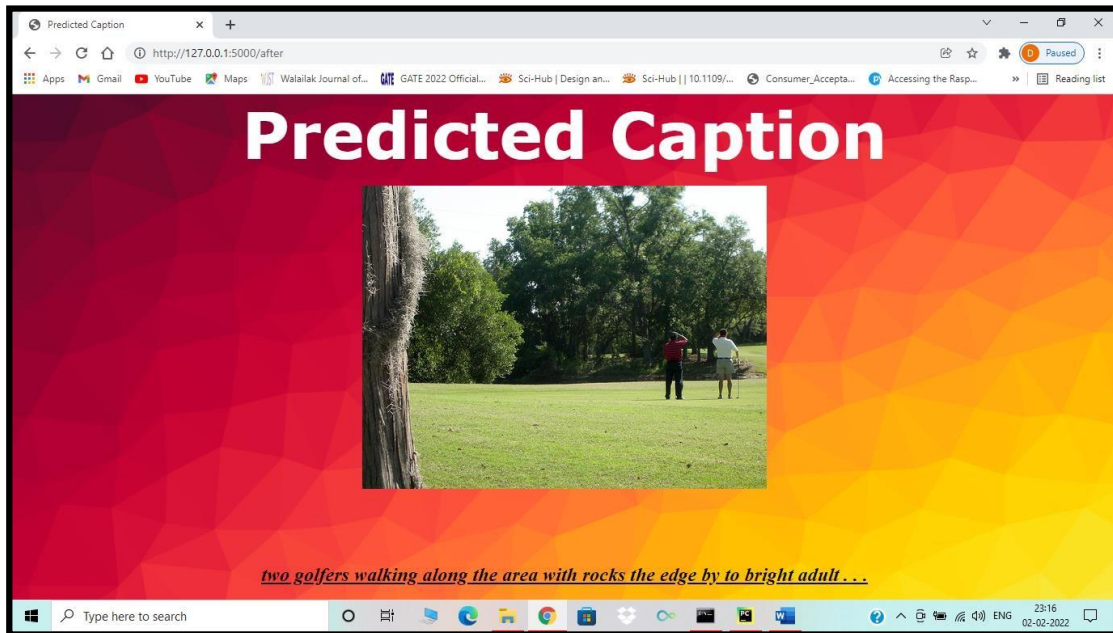 Predicted Caption
http://127.0.0.1:5000/after
D Paused
Apps Gmail YouTube Maps Walailak Journal of... GATE GATE 2022 Official... Sci-Hub | Design an... Sci-Hub | | 10.1109/... Consumer_Accepta... Accessing the Rasp... » Reading list
Predicted Caption
two golfers walking along the area with rocks the edge by to bright adult . . .
Type here to search
ENG
23:16
02-02-2022